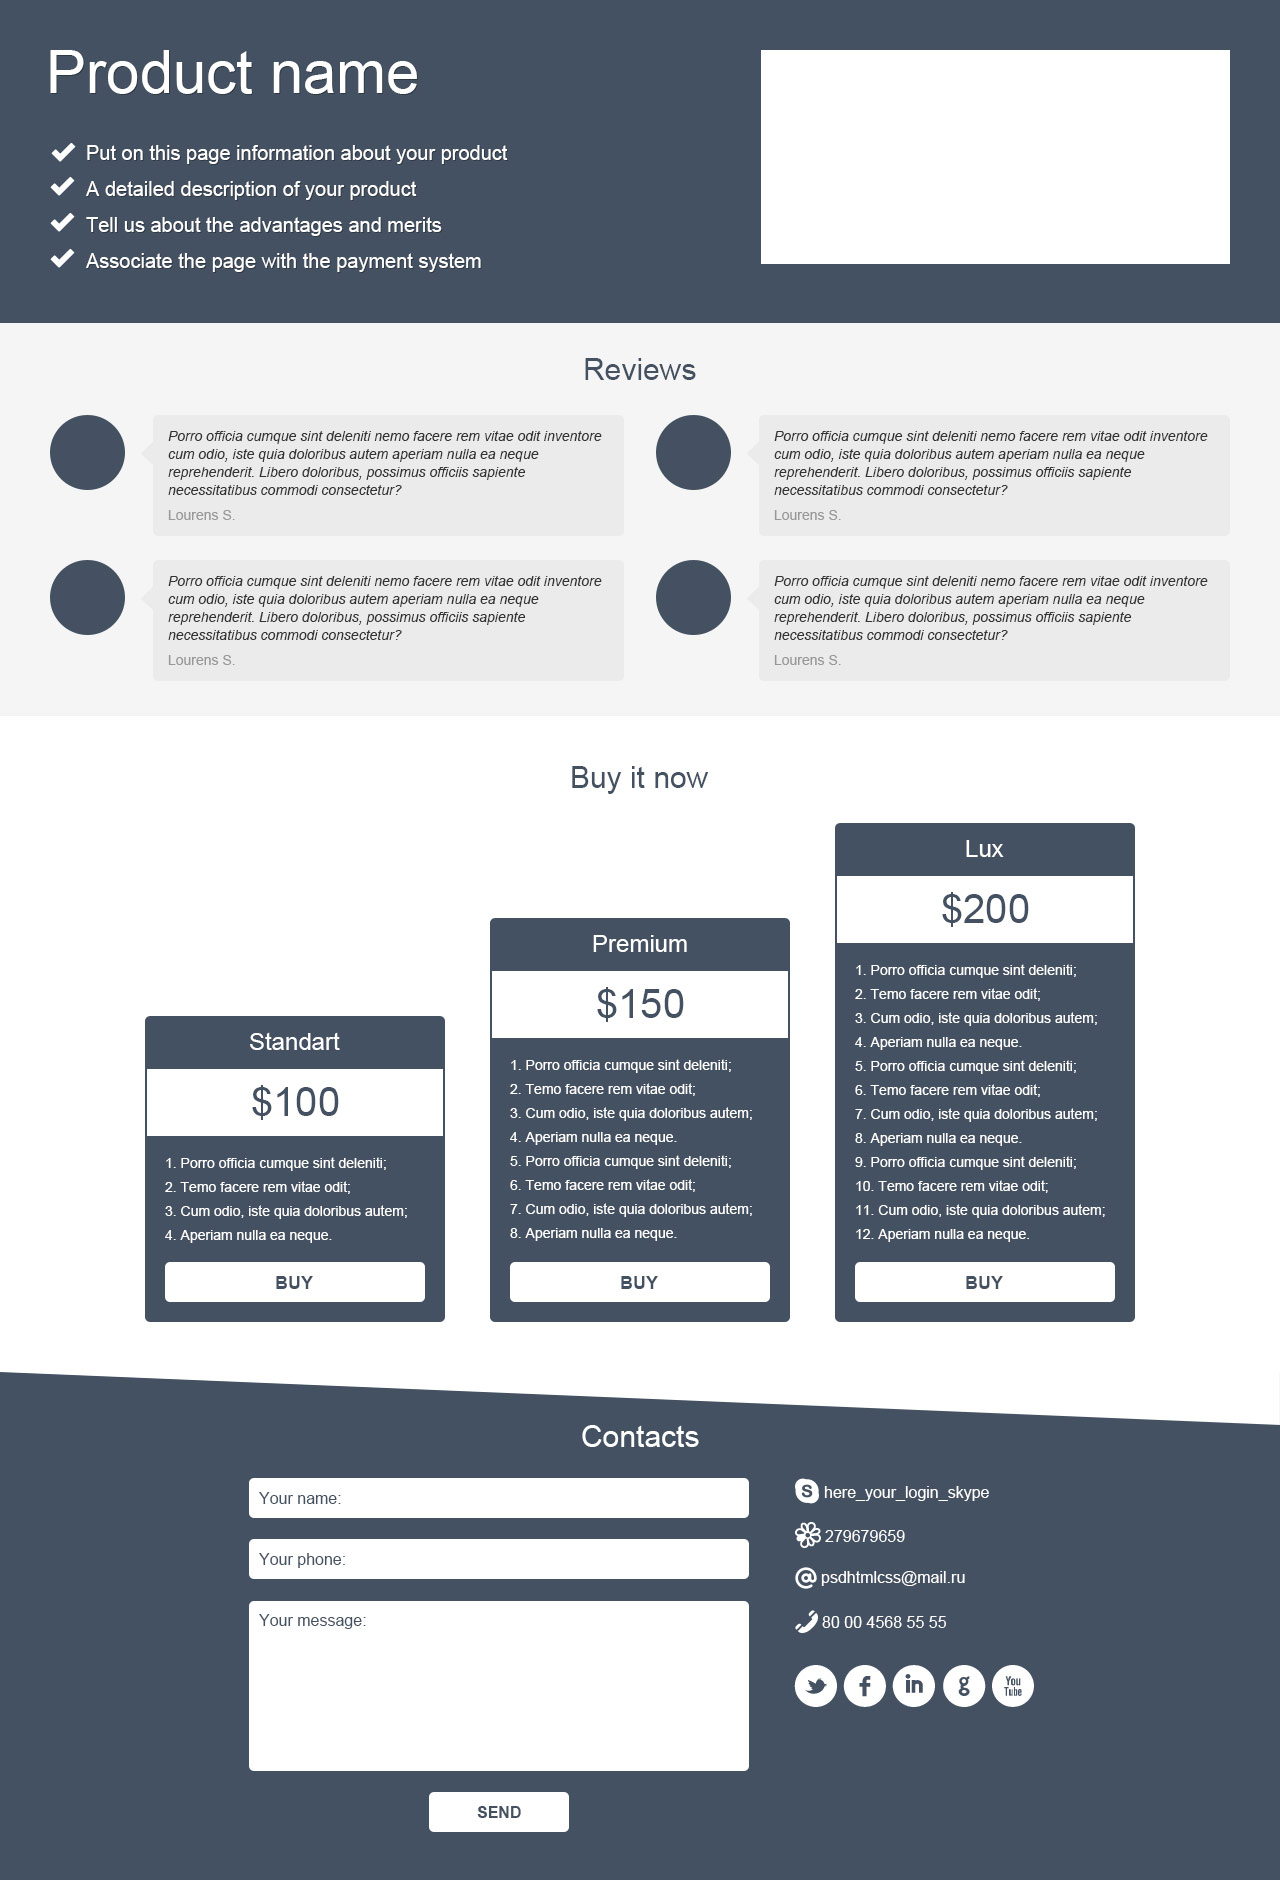 Product name
Put on this page information about your product
A detailed description of your product
Tell us about the advantages and merits
Associate the page with the payment system
Reviews
Porro officia cumque sint deleniti nemo facere rem vitae odit inventore
cum odio, iste quia doloribus autem aperiam nulla ea neque
reprehenderit. Libero doloribus, possimus officiis sapiente
necessitatibus commodi consectetur?
Lourens S.
Porro officia cumque sint deleniti nemo facere rem vitae odit inventore
cum odio, iste quia doloribus autem aperiam nulla ea neque
reprehenderit. Libero doloribus, possimus officiis sapiente
necessitatibus commodi consectetur?
Lourens S.
Porro officia cumque sint deleniti nemo facere rem vitae odit inventore
cum odio, iste quia doloribus autem aperiam nulla ea neque
reprehenderit. Libero doloribus, possimus officiis sapiente
necessitatibus commodi consectetur?
Lourens S.
Porro officia cumque sint deleniti nemo facere rem vitae odit inventore
cum odio, iste quia doloribus autem aperiam nulla ea neque
reprehenderit. Libero doloribus, possimus officiis sapiente
necessitatibus commodi consectetur?
Lourens S.
Buy it now
Standart
$100
1. Porro officia cumque sint deleniti;
2. Temo facere rem vitae odit;
3. Cum odio, iste quia doloribus autem;
4. Aperiam nulla ea neque.
BUY
Premium
$150
1. Porro officia cumque sint deleniti;
2. Temo facere rem vitae odit;
3. Cum odio, iste quia doloribus autem;
4. Aperiam nulla ea neque.
5. Porro officia cumque sint deleniti;
6. Temo facere rem vitae odit;
7. Cum odio, iste quia doloribus autem;
8. Aperiam nulla ea neque.
BUY
Lux
$200
1. Porro officia cumque sint deleniti;
2. Temo facere rem vitae odit;
3. Cum odio, iste quia doloribus autem;
4. Aperiam nulla ea neque.
5. Porro officia cumque sint deleniti;
6. Temo facere rem vitae odit;
7. Cum odio, iste quia doloribus autem;
8. Aperiam nulla ea neque.
9. Porro officia cumque sint deleniti;
10. Temo facere rem vitae odit;
11. Cum odio, iste quia doloribus autem;
12. Aperiam nulla ea neque.
BUY
Contacts
Your name:
Your phone:
Your message:
SEND
here_your_login_skype
279679659
psdhtmlcss@mail.ru
80 00 4568 55 55
f
in
g
You
Tube